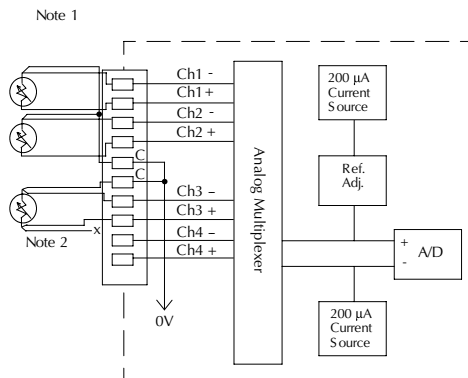 Note 1
Ch1 -
Ch1+
Ch2 -
Ch2 +
C
C
Ch3 –
Ch3 +
Ch4 –
Ch4 +
x
Note 2
0V
Analog Multiplexer
200 µA
Current
Source
Ref.
Adj.
+
-
A/D
200 µA
Current
Source